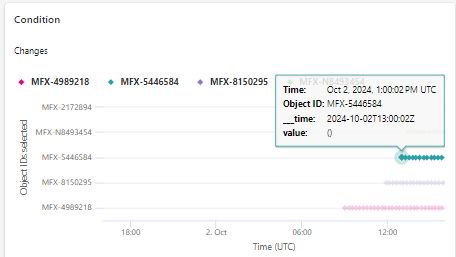 Condition
Changes
MFX-4989218 MFX-5446584 MFX-8150295 MFX-N8493454
Time: Oct 2, 2024, 1:00:02 PM UTC
Object ID: MFX-5446584
___time: 2024-10-02T13:00:02Z
value: ()
Object IDs selected
MFX-2172894
MFX-N8493454
MFX-5446584
MFX-8150295
MFX-4989218
18:00 2. Oct 06:00 12:00
Time (UTC)